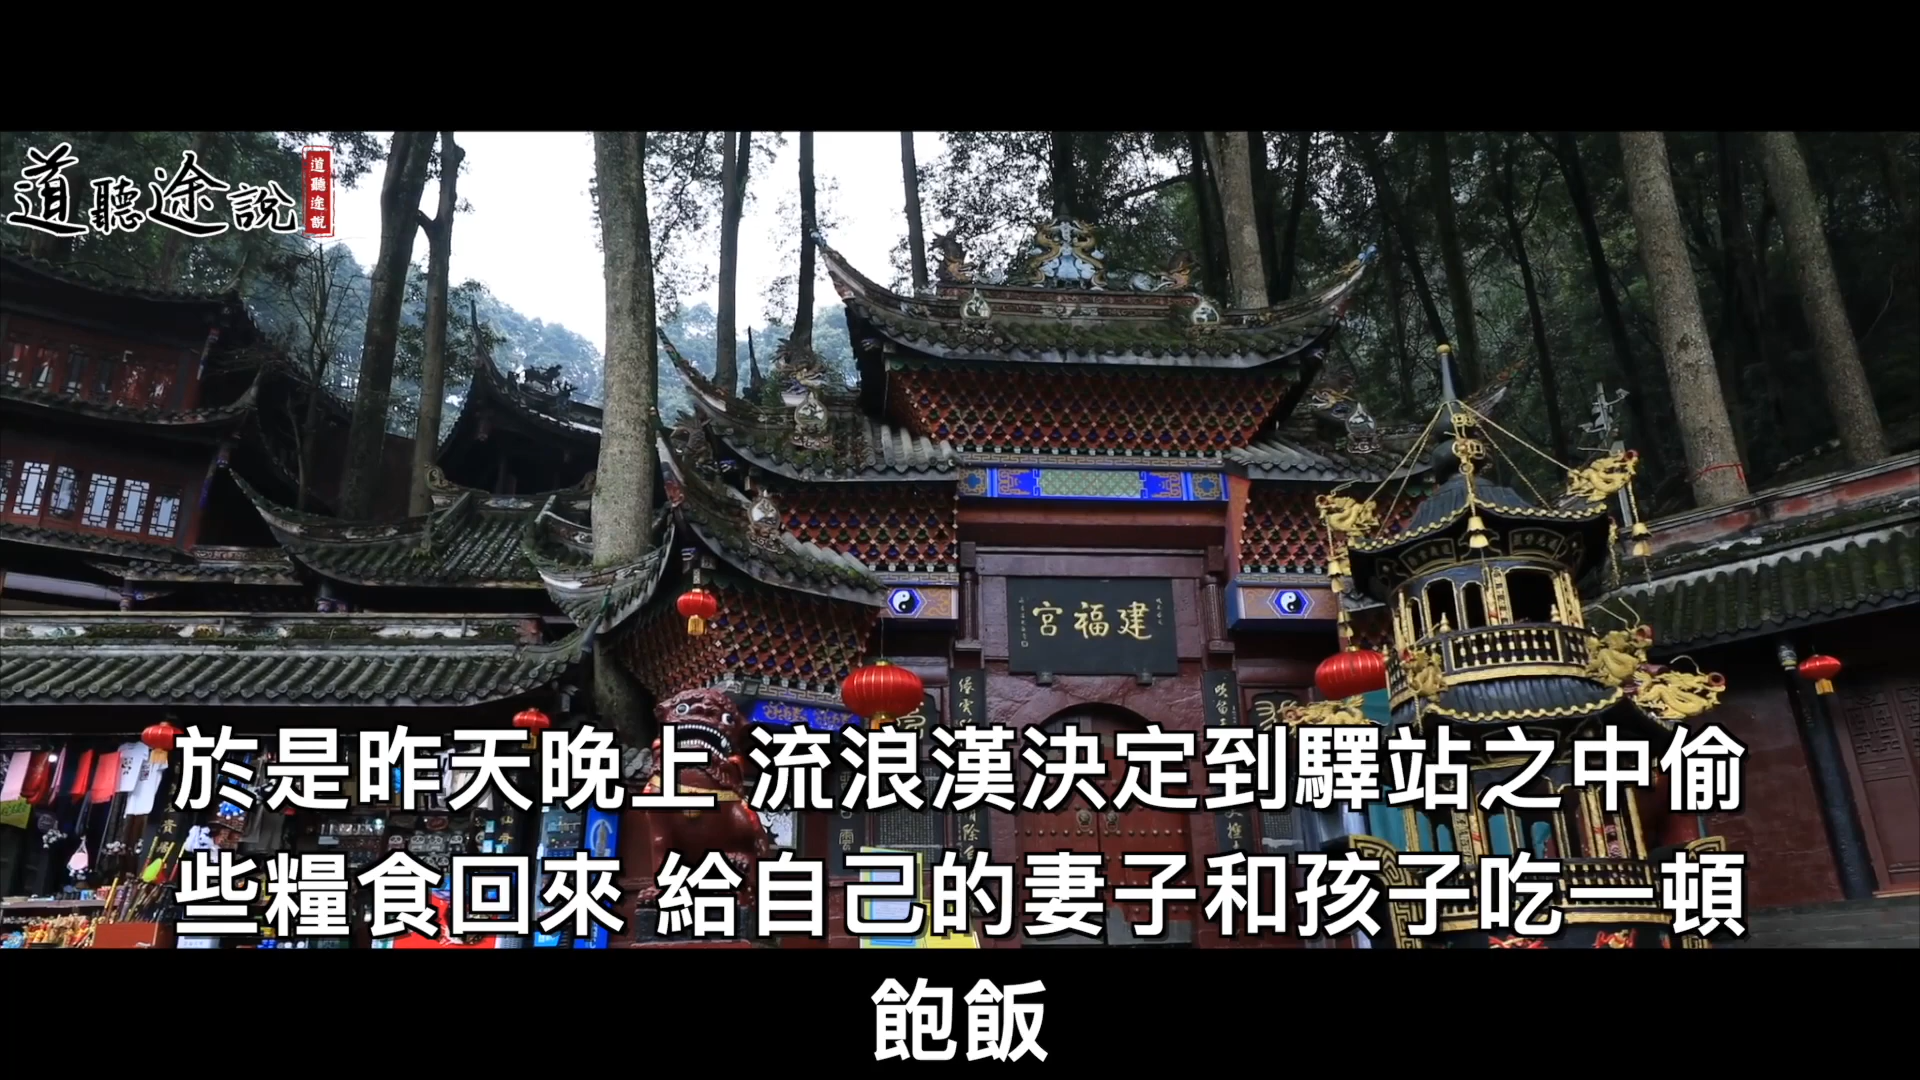 道聽途說
道聽途說
宮福建
於是昨天晚上 流浪漢決定到驛站之中偷
些糧食回來 給自己的妻子和孩子吃一頓
飽飯